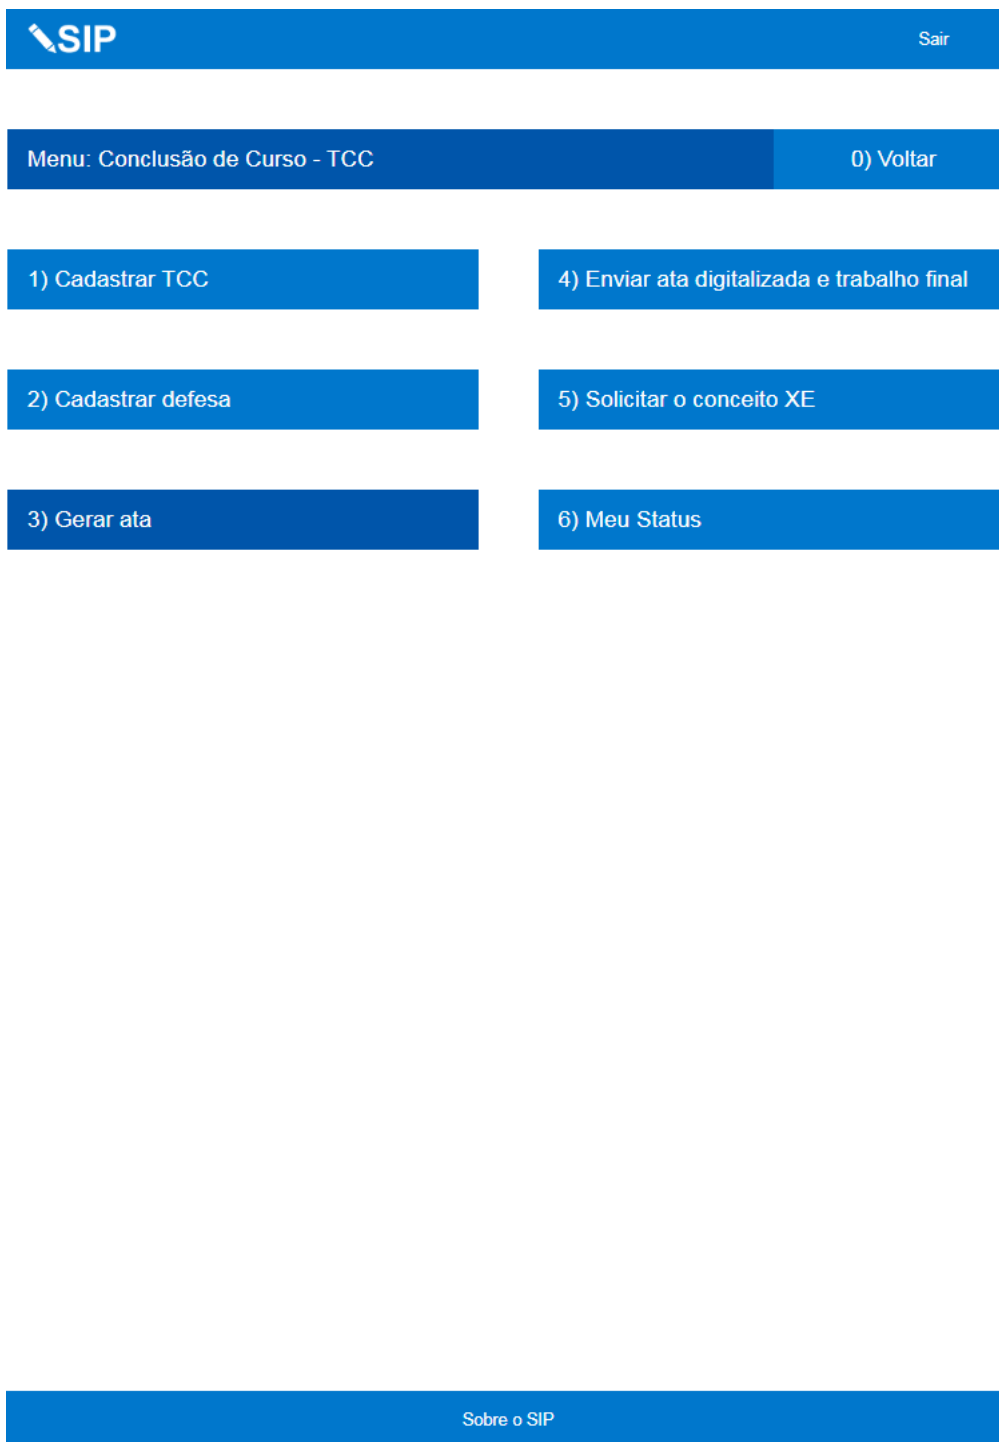 SIP
Sair
Menu: Conclusão de Curso - TCC
0) Voltar
1) Cadastrar TCC
4) Enviar ata digitalizada e trabalho final
2) Cadastrar defesa
5) Solicitar o conceito XE
3) Gerar ata
6) Meu Status
Sobre o SIP